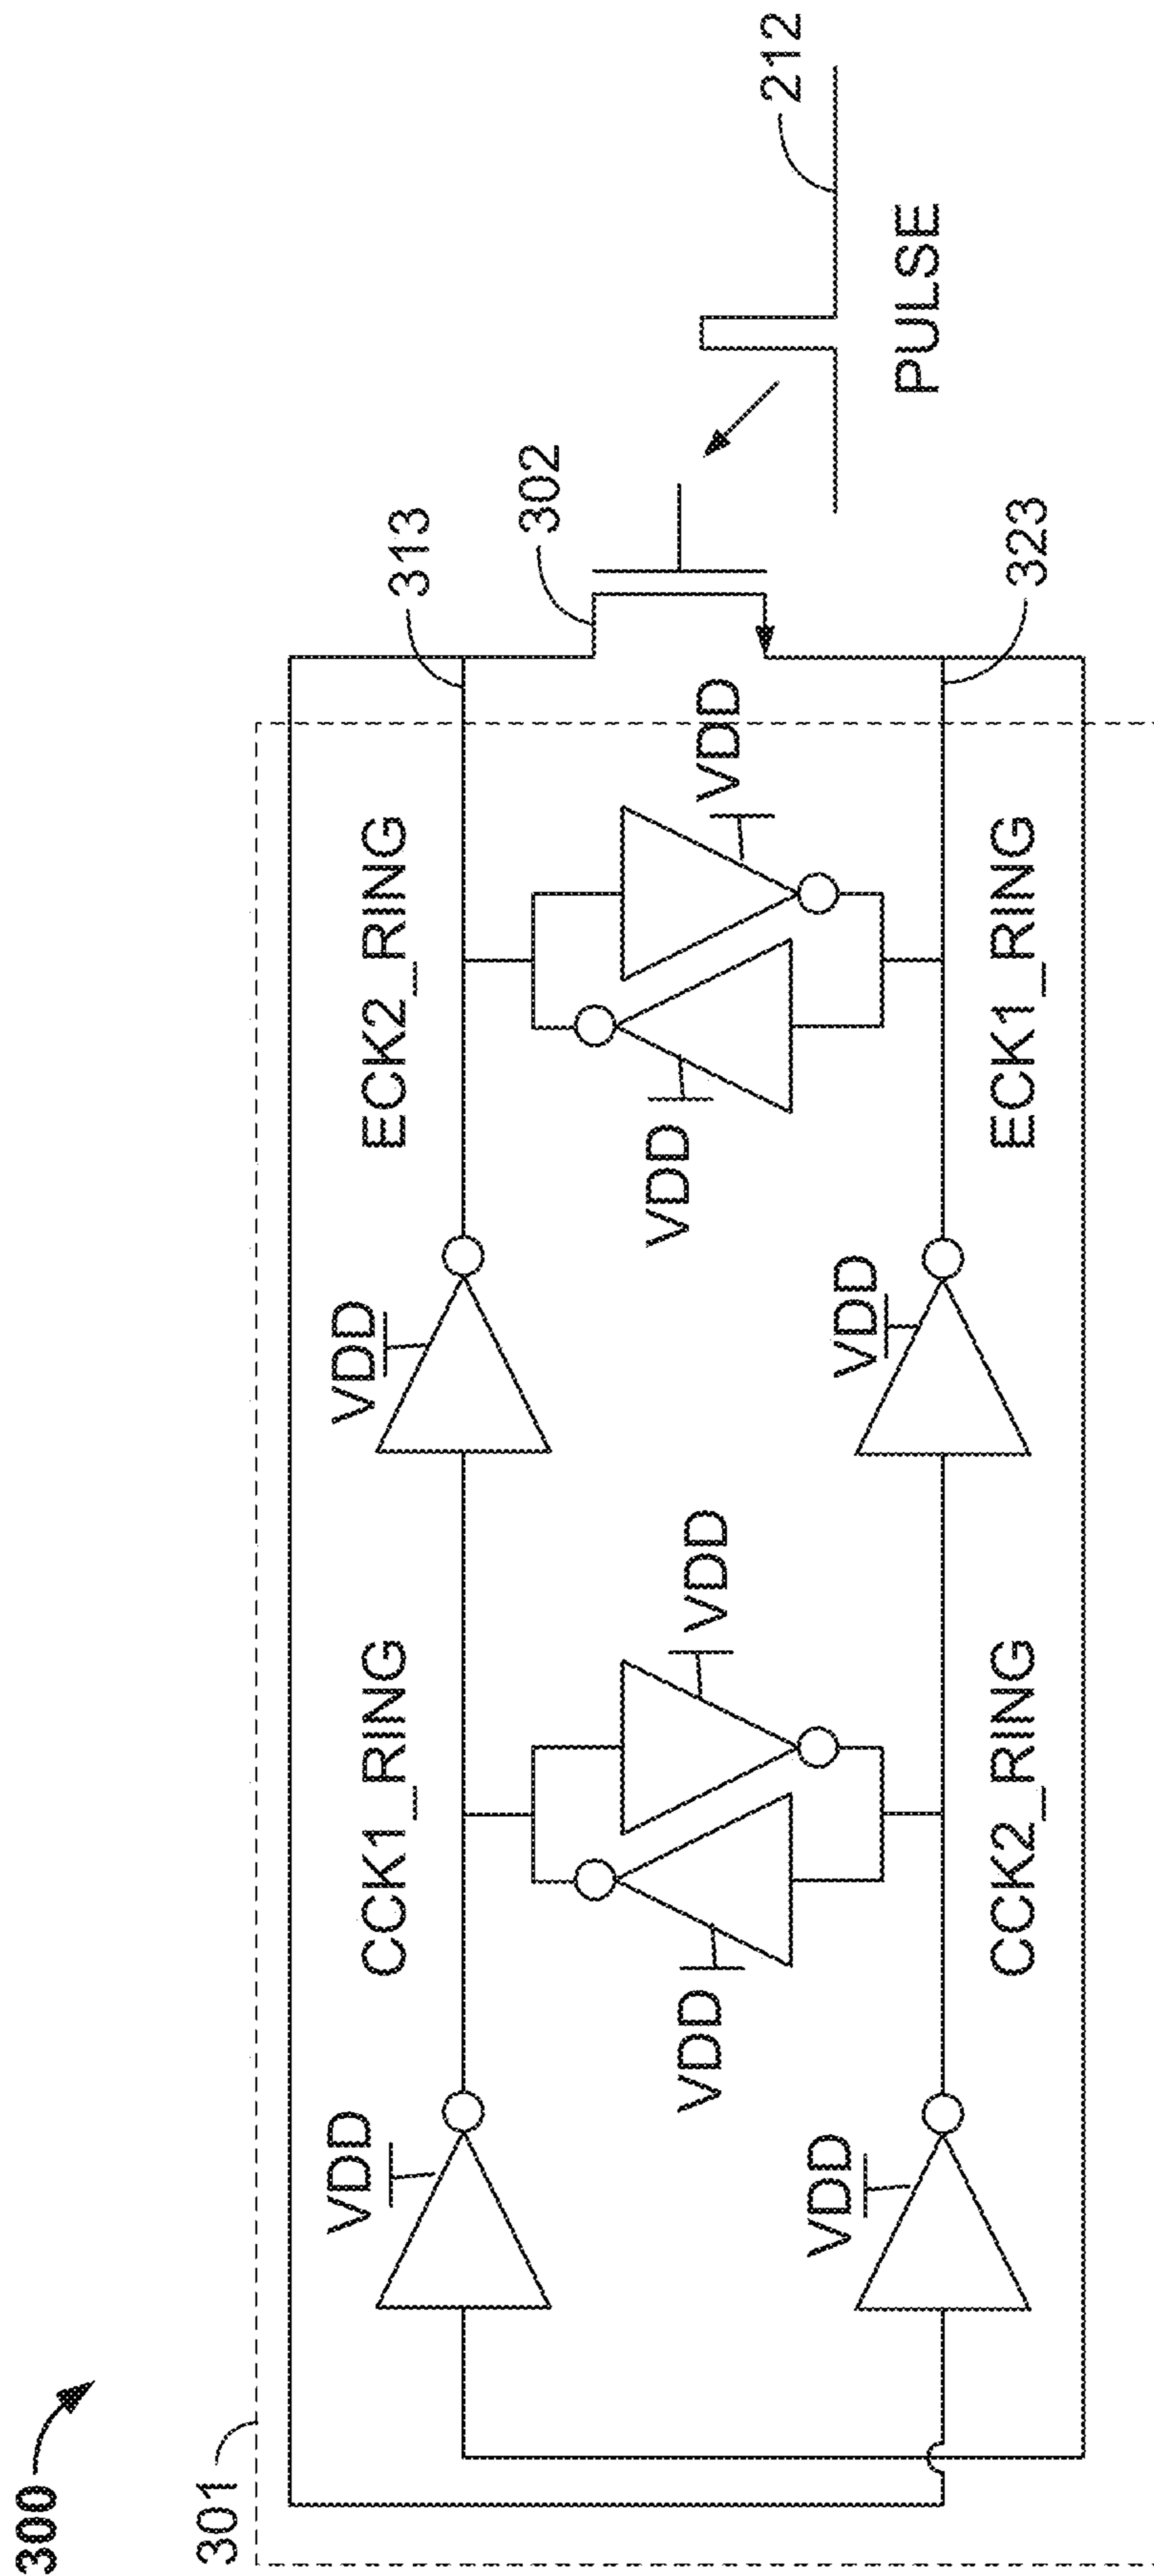 300
301
VDD
CCK1_RING
VDD
ECK2_RING
313
302
212
VDD
VDD
VDD
VDD
PULSE
VDD
VDD
CCK2_RING
ECK1_RING
323